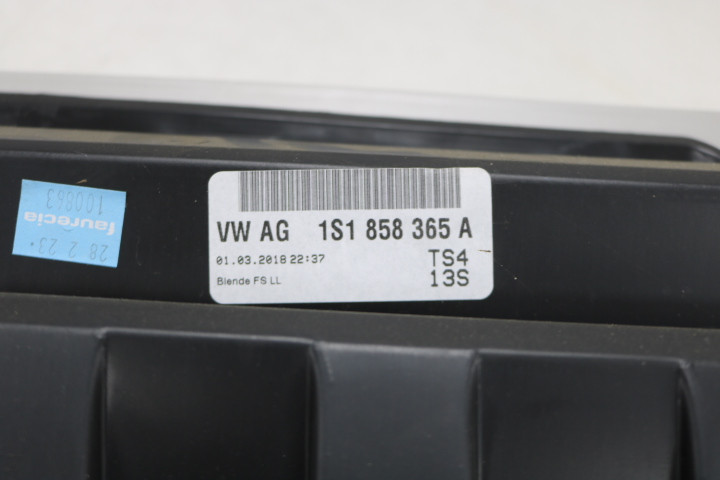 VW AG 1S1 858 365 A
01.03.2018 22:37
TS4
Blende FS LL
13S
28 2 23
faurecia
100863